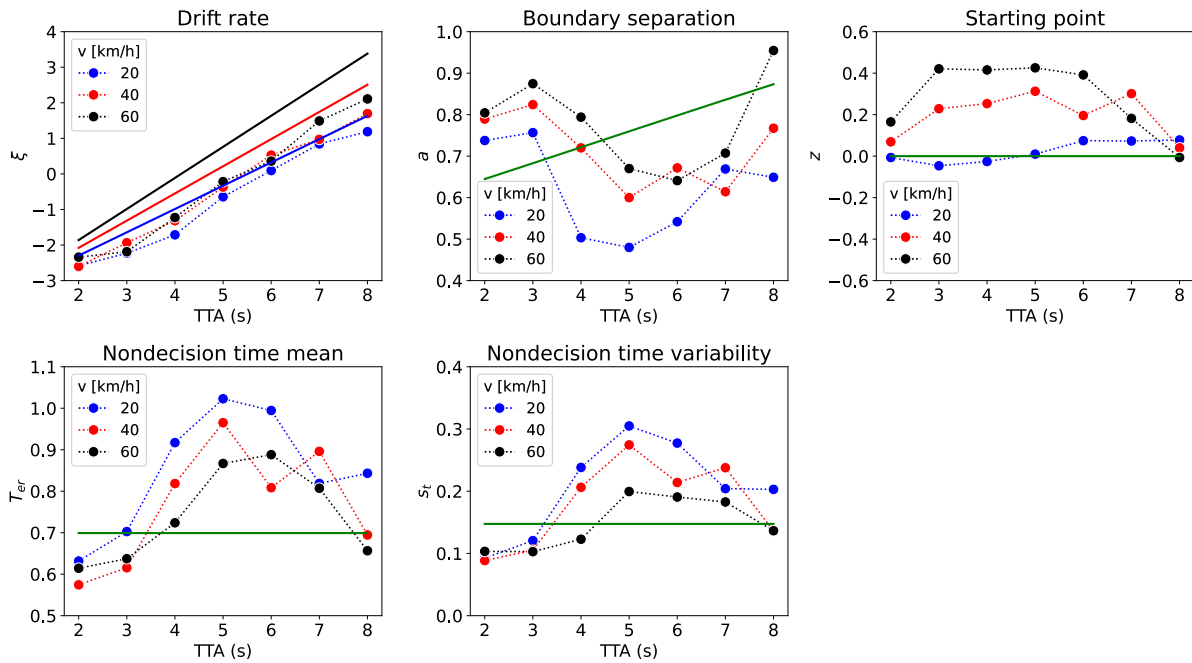 Drift rate
4
3
2
1
0
−1
−2
−3
ξ
v [km/h]
20
40
60
2 3 4 5 6 7 8
TTA (s)
Boundary separation
1.0
0.9
0.8
0.7
0.6
0.5
0.4
a
v [km/h]
20
40
60
2 3 4 5 6 7 8
TTA (s)
Starting point
0.6
0.4
0.2
0.0
−0.2
−0.4
−0.6
z
v [km/h]
20
40
60
2 3 4 5 6 7 8
TTA (s)
Nondecision time mean
1.1
1.0
0.9
0.8
0.7
0.6
0.5
T_er
v [km/h]
20
40
60
2 3 4 5 6 7 8
TTA (s)
Nondecision time variability
0.4
0.3
0.2
0.1
0.0
s_t
v [km/h]
20
40
60
2 3 4 5 6 7 8
TTA (s)